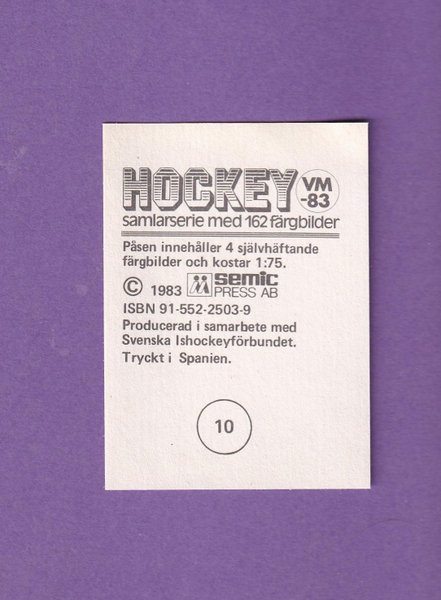 HOCKEY VM
-83
samlarserie med 162 färgbilder
Påsen innehåller 4 självhäftande
färgbilder och kostar 1:75.
© 1983 semic
PRESS AB
ISBN 91-552-2503-9
Producerad i samarbete med
Svenska Ishockeyförbundet.
Tryckt i Spanien.
10